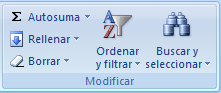 Σ Autosuma
Rellenar
Borrar
Ordenar
y filtrar
Buscar y
seleccionar
Modificar